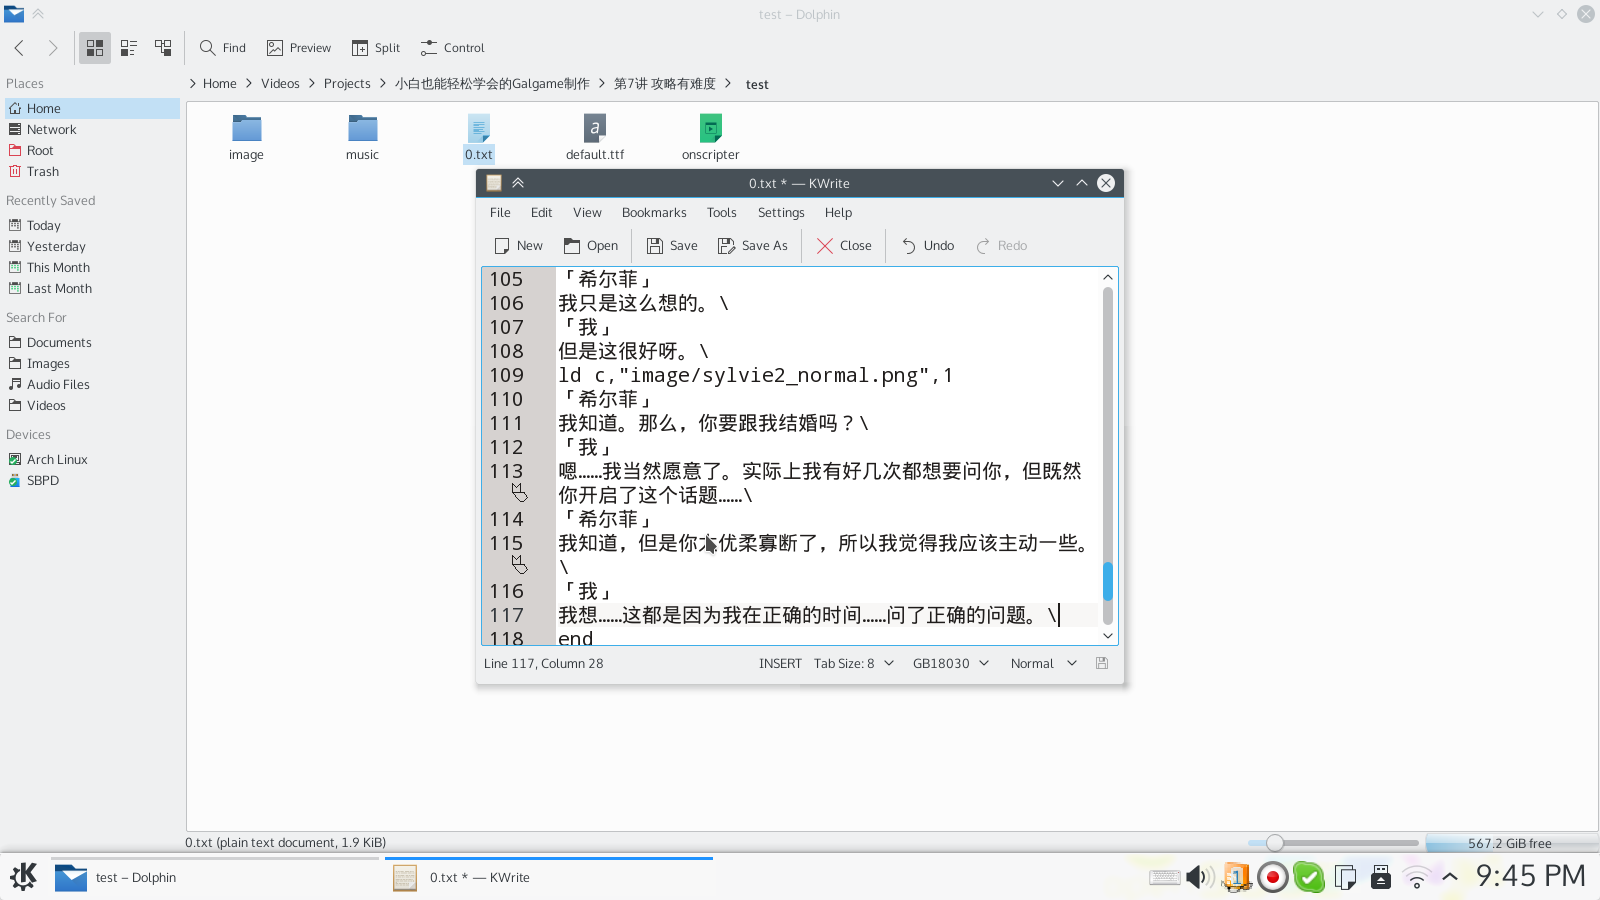 test – Dolphin
Find
Preview
Split
Control
Places
Home
Network
Root
Trash
Recently Saved
Today
Yesterday
This Month
Last Month
Search For
Documents
Images
Audio Files
Videos
Devices
Arch Linux
SBPD
Home
Videos
Projects
小白也能轻松学会的Galgame制作
第7讲 攻略有难度
test
image
music
0.txt
default.ttf
onscripter
0.txt * — KWrite
File Edit View Bookmarks Tools Settings Help
New Open Save Save As Close Undo Redo
105 「希尔菲」
106 我只是这么想的。\
107 「我」
108 但是这很好呀。\
109 ld c,"image/sylvie2_normal.png",1
110 「希尔菲」
111 我知道。那么，你要跟我结婚吗？\
112 「我」
113 嗯……我当然愿意了。实际上我有好几次都想要问你，但既然
你开启了这个话题……\
114 「希尔菲」
115 我知道，但是你太优柔寡断了，所以我觉得我应该主动一些。
\
116 「我」
117 我想……这都是因为我在正确的时间……问了正确的问题。\
118 end
Line 117, Column 28
INSERT
Tab Size: 8
GB18030
Normal
0.txt (plain text document, 1.9 KiB)
567.2 GiB free
test – Dolphin
0.txt * — KWrite
1
9:45 PM